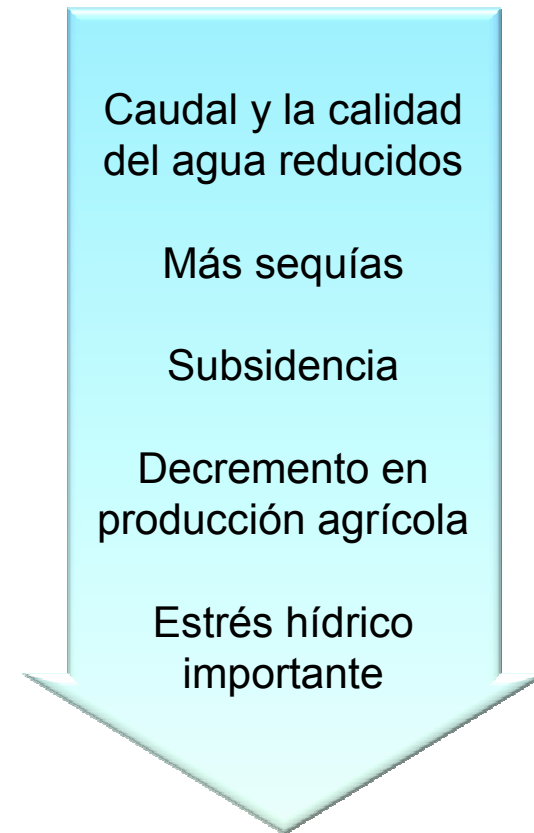 Caudal y la calidad
del agua reducidos
Más sequías
Subsidencia
Decremento en
producción agrícola
Estrés hídrico
importante